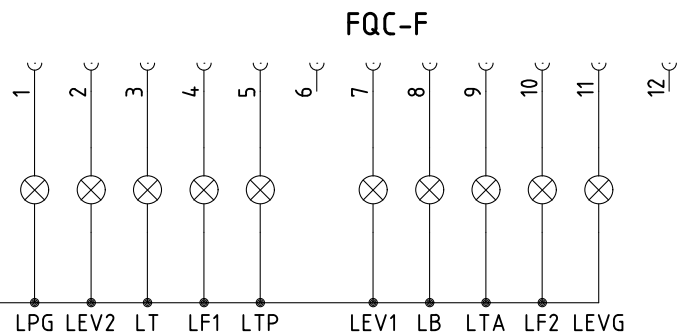 FQC-F
1 2 3 4 5 6 7 8 9 10 11 12
LPG LEV2 LT LF1 LTP LEV1 LB LTA LF2 LEVG